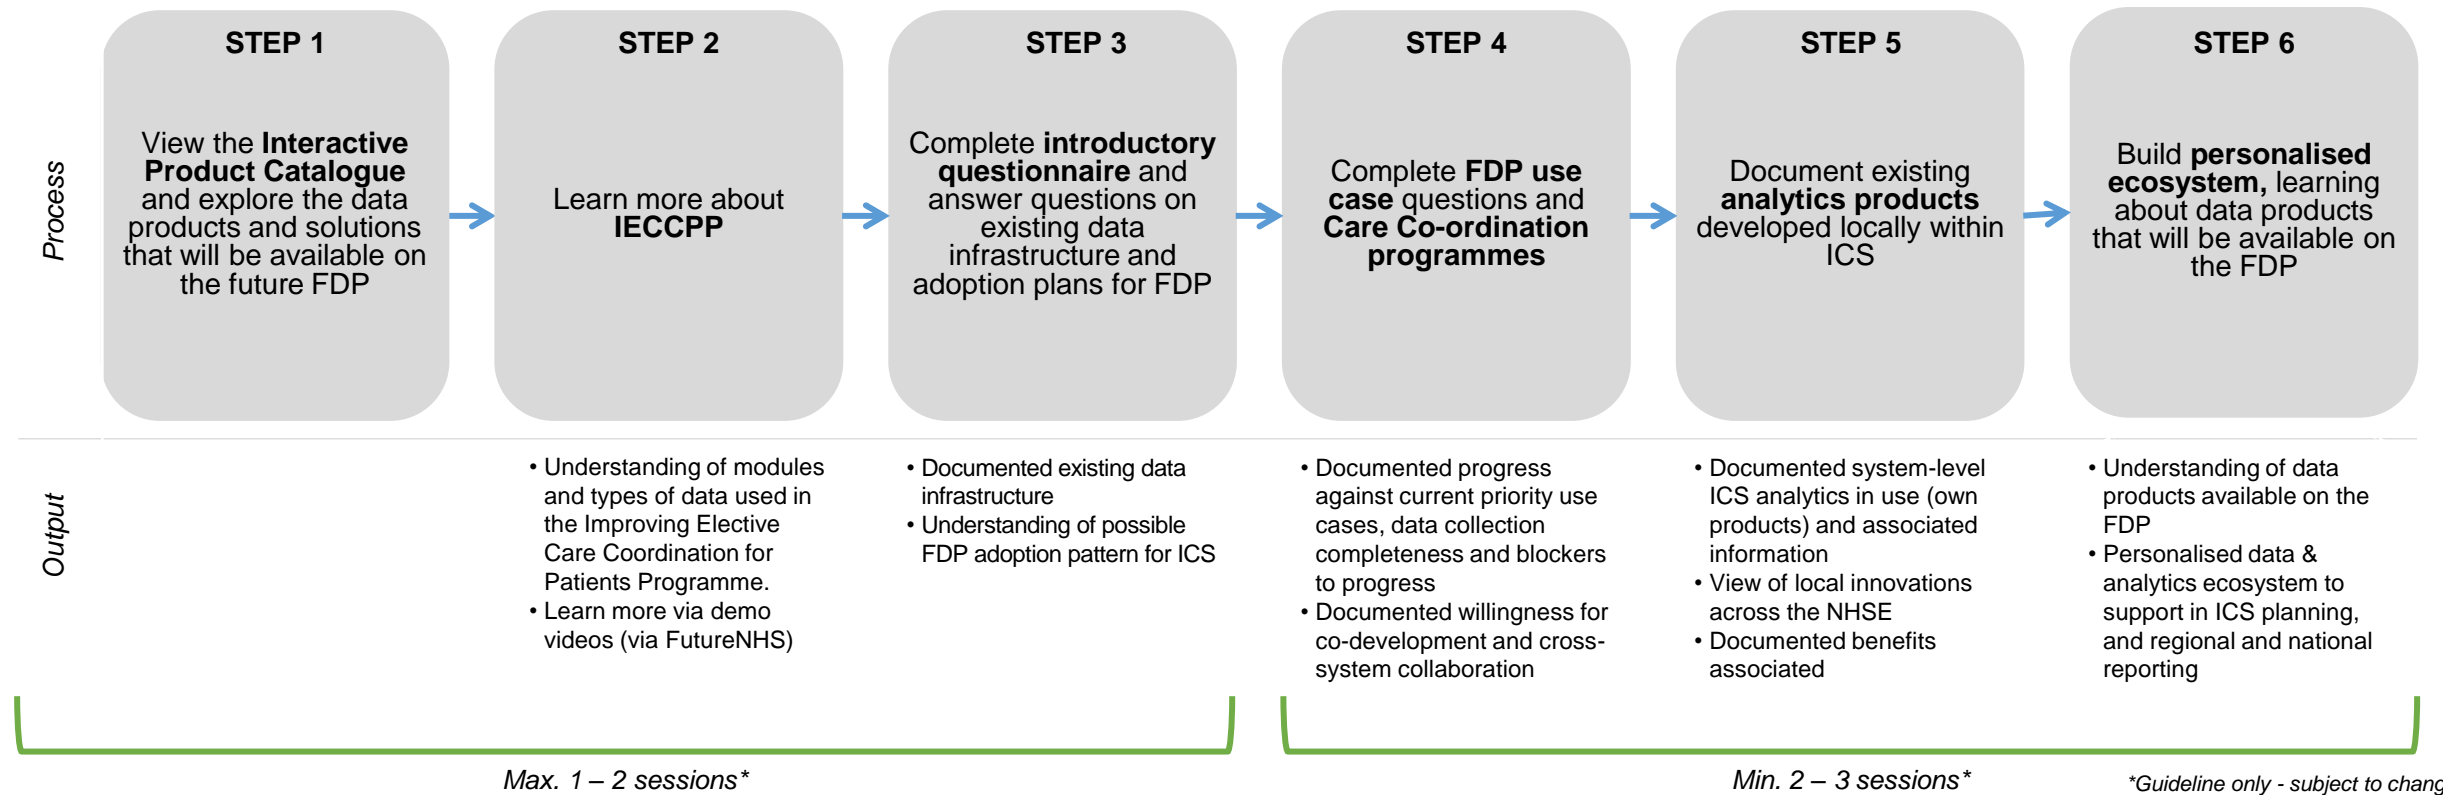 STEP 1
View the Interactive
Product Catalogue
and explore the data
products and solutions
that will be available on
the future FDP
STEP 2
Learn more about
IECCPP
STEP 3
Complete introductory
questionnaire and
answer questions on
existing data
infrastructure and
adoption plans for FDP
STEP 4
Complete FDP use
case questions and
Care Co-ordination
programmes
STEP 5
Document existing
analytics products
developed locally within
ICS
STEP 6
Build personalised
ecosystem, learning
about data products
that will be available on
the FDP
Process
Output
• Understanding of modules
and types of data used in
the Improving Elective
Care Coordination for
Patients Programme.
• Learn more via demo
videos (via FutureNHS)
• Documented existing data
infrastructure
• Understanding of possible
FDP adoption pattern for ICS
• Documented progress
against current priority use
cases, data collection
completeness and blockers
to progress
• Documented willingness for
co-development and cross-
system collaboration
• Documented system-level
ICS analytics in use (own
products) and associated
information
• View of local innovations
across the NHSE
• Documented benefits
associated
• Understanding of data
products available on the
FDP
• Personalised data &
analytics ecosystem to
support in ICS planning,
and regional and national
reporting
Max. 1 – 2 sessions*
Min. 2 – 3 sessions*
*Guideline only - subject to chang